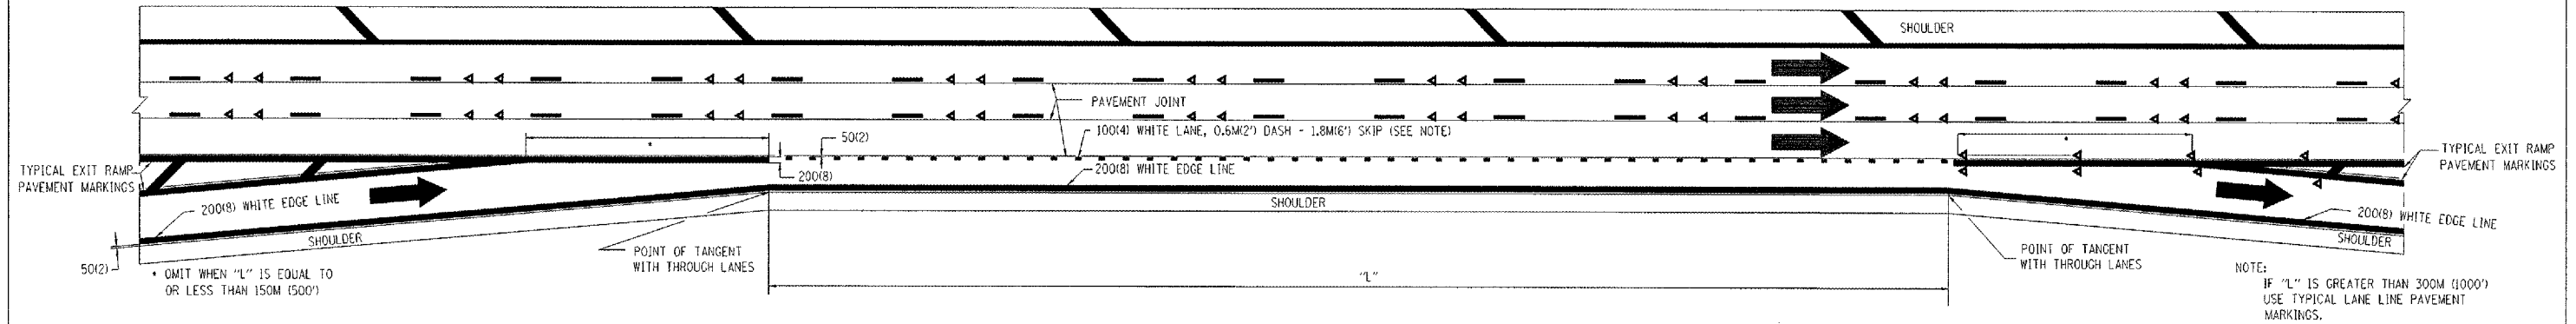 SHOULDER
PAVEMENT JOINT
100(4) WHITE LANE, 0.6M(2') DASH - 1.8M(6') SKIP (SEE NOTE)
50(2)
*
*
TYPICAL EXIT RAMP
PAVEMENT MARKINGS
TYPICAL EXIT RAMP
PAVEMENT MARKINGS
200(8)
200(8) WHITE EDGE LINE
200(8) WHITE EDGE LINE
SHOULDER
200(8) WHITE EDGE LINE
SHOULDER
SHOULDER
50(2)
POINT OF TANGENT
WITH THROUGH LANES
POINT OF TANGENT
WITH THROUGH LANES
* OMIT WHEN "L" IS EQUAL TO
OR LESS THAN 150M (500')
"L"
NOTE:
IF "L" IS GREATER THAN 300M (1000')
USE TYPICAL LANE LINE PAVEMENT
MARKINGS.